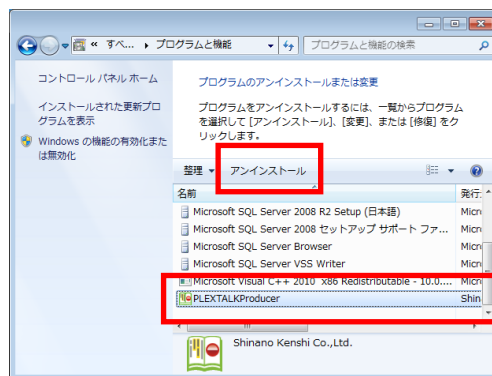 « すべ... ▸ プログラムと機能
プログラムと機能の検索
コントロール パネル ホーム
インストールされた更新プロ
グラムを表示
Windows の機能の有効化また
は無効化
プログラムのアンインストールまたは変更
プログラムをアンインストールするには、一覧からプログラム
を選択して [アンインストール]、[変更]、または [修復] をク
リックします。
整理 ▼ アンインストール
名前 発行
Microsoft SQL Server 2008 R2 Setup (日本語) Micr
Microsoft SQL Server 2008 セットアップ サポート ファ... Micr
Microsoft SQL Server Browser Micr
Microsoft SQL Server VSS Writer Micr
Microsoft Visual C++ 2010 x86 Redistributable - 10.0.... Micr
PLEXTALKProducer Shin
Shinano Kenshi Co.,Ltd.